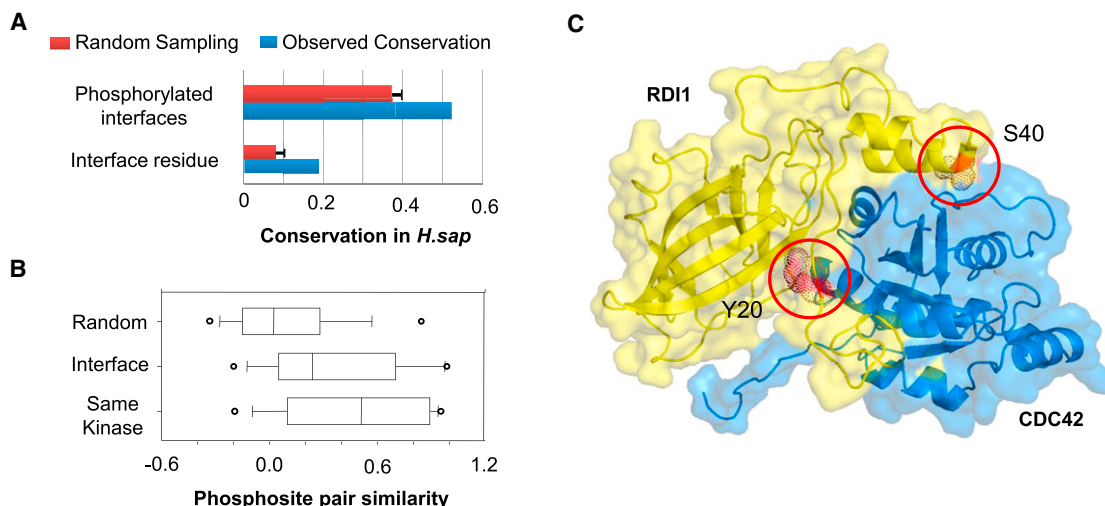 A
Random Sampling
Observed Conservation
Phosphorylated
interfaces
Interface residue
0
0.2
0.4
0.6
Conservation in H.sap
B
Random
Interface
Same
Kinase
-0.6
0.0
0.6
1.2
Phosphosite pair similarity
C
RDI1
S40
Y20
CDC42